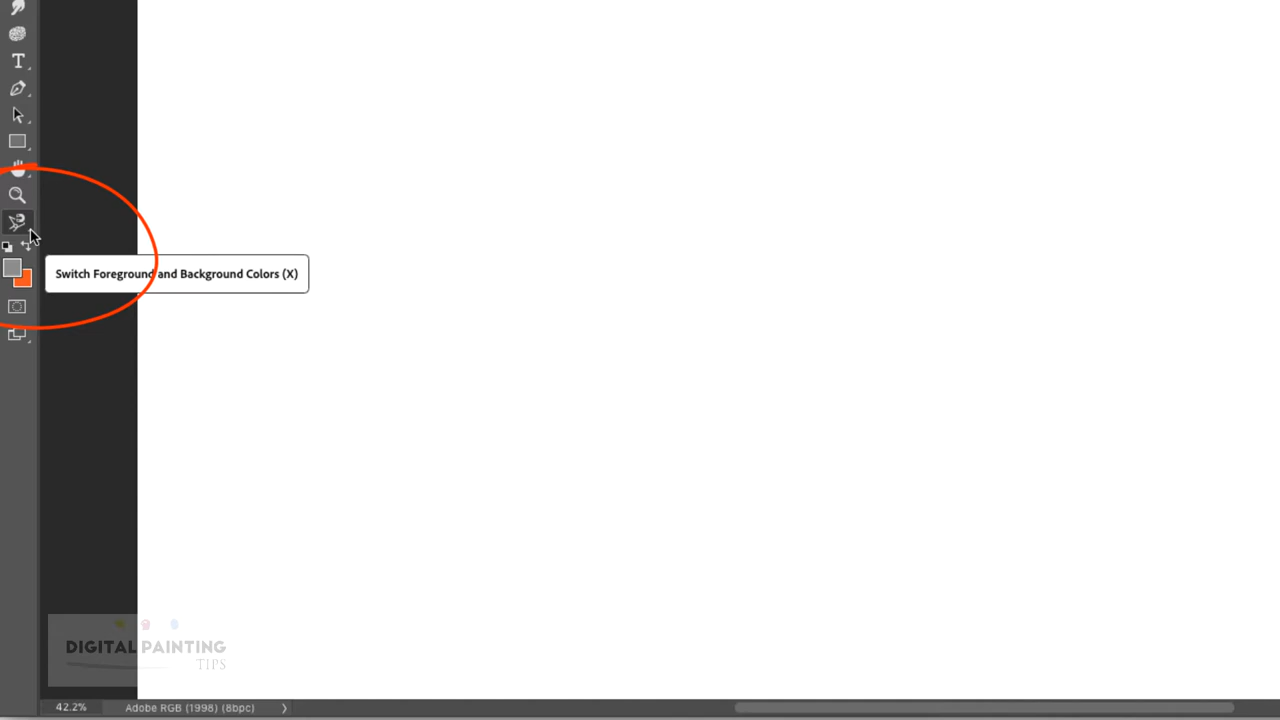 T
Switch Foreground and Background Colors (X)
DIGITAL PAINTING
TIPS
42.2%
Adobe RGB (1998) (8bpc)